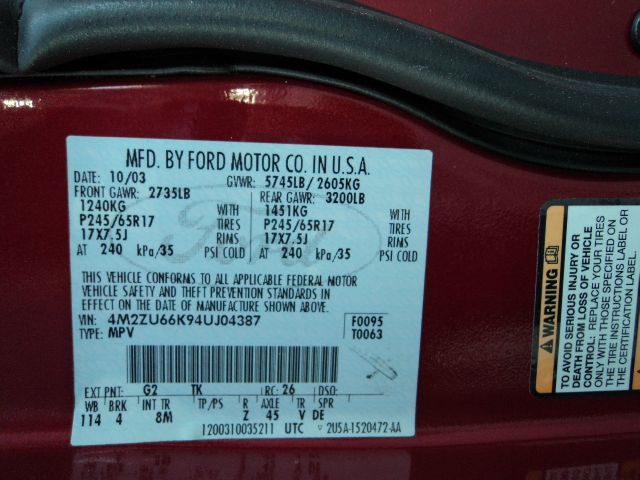 MFD. BY FORD MOTOR CO. IN U.S.A.
DATE: 10/03 GVWR: 5745LB/ 2605KG
FRONT GAWR: 2735LB REAR GAWR: 3200LB
1240KG WITH 1451KG WITH
P245/65R17 TIRES P245/65R17 TIRES
17X7.5J RIMS 17X7.5J RIMS
AT 240 kPa/35 PSI COLD AT 240 kPa/35 PSI COLD
Ford
THIS VEHICLE CONFORMS TO ALL APPLICABLE FEDERAL MOTOR
VEHICLE SAFETY AND THEFT PREVENTION STANDARDS IN
EFFECT ON THE DATE OF MANUFACTURE SHOWN ABOVE.
VIN: 4M2ZU66K94UJ04387 F0095
TYPE: MPV T0063
EXT PNT: G2 TK RC: 26 DSO:
WB BRK INT TR TP/PS R AXLE TR SPR
114 4 8M Z 45 V DE
1200310035211 UTC 2U5A-1520472-AA
WARNING
TO AVOID SERIOUS INJURY OR
DEATH FROM LOSS OF VEHICLE
CONTROL: REPLACE YOUR TIRES
ONLY WITH THE SIZES SHOWN ON
THE TIRE INSTRUCTIONS LABEL OR
THE CERTIFICATION LABEL.